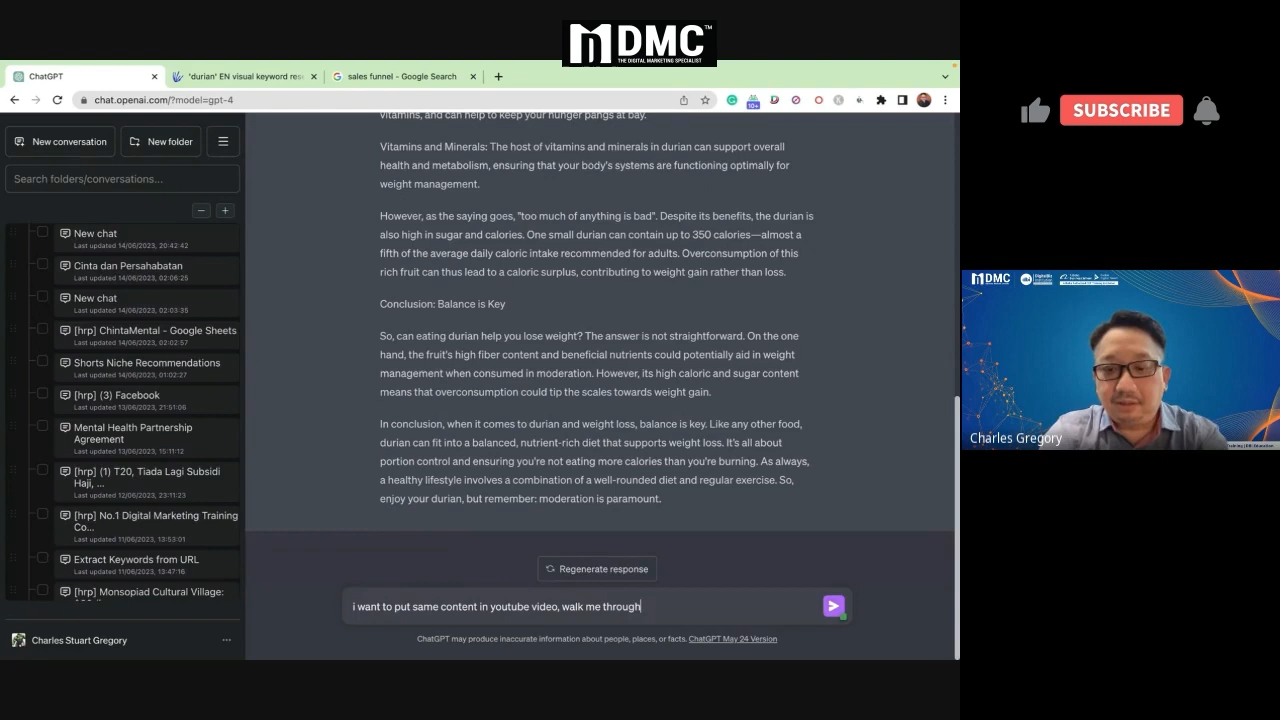 DMC™
THE DIGITAL MARKETING SPECIALIST
ChatGPT
'durian' EN visual keyword res
sales funnel - Google Search
chat.openai.com/?model=gpt-4
10+
New conversation
New folder
Search folders/conversations...
New chat
Last updated 14/06/2023, 20:42:42
Cinta dan Persahabatan
Last updated 14/06/2023, 02:06:25
New chat
Last updated 14/06/2023, 02:03:35
[hrp] ChintaMental - Google Sheets
Last updated 14/06/2023, 02:02:57
Shorts Niche Recommendations
Last updated 14/06/2023, 01:02:27
[hrp] (3) Facebook
Last updated 13/06/2023, 21:51:06
Mental Health Partnership
Agreement
Last updated 13/06/2023, 15:11:12
[hrp] (1) T20, Tiada Lagi Subsidi
Haji, ...
Last updated 12/06/2023, 23:11:23
[hrp] No.1 Digital Marketing Training
Co...
Last updated 11/06/2023, 13:53:01
Extract Keywords from URL
Last updated 11/06/2023, 13:47:16
[hrp] Monsopiad Cultural Village:
Charles Stuart Gregory
vitamins, and can help to keep your hunger pangs at bay.
Vitamins and Minerals: The host of vitamins and minerals in durian can support overall
health and metabolism, ensuring that your body's systems are functioning optimally for
weight management.
However, as the saying goes, "too much of anything is bad". Despite its benefits, the durian is
also high in sugar and calories. One small durian can contain up to 350 calories—almost a
fifth of the average daily caloric intake recommended for adults. Overconsumption of this
rich fruit can thus lead to a caloric surplus, contributing to weight gain rather than loss.
Conclusion: Balance is Key
So, can eating durian help you lose weight? The answer is not straightforward. On the one
hand, the fruit's high fiber content and beneficial nutrients could potentially aid in weight
management when consumed in moderation. However, its high caloric and sugar content
means that overconsumption could tip the scales towards weight gain.
In conclusion, when it comes to durian and weight loss, balance is key. Like any other food,
durian can fit into a balanced, nutrient-rich diet that supports weight loss. It's all about
portion control and ensuring you're not eating more calories than you're burning. As always,
a healthy lifestyle involves a combination of a well-rounded diet and regular exercise. So,
enjoy your durian, but remember: moderation is paramount.
Regenerate response
i want to put same content in youtube video, walk me through
ChatGPT may produce inaccurate information about people, places, or facts. ChatGPT May 24 Version
SUBSCRIBE
DMC
Charles Gregory